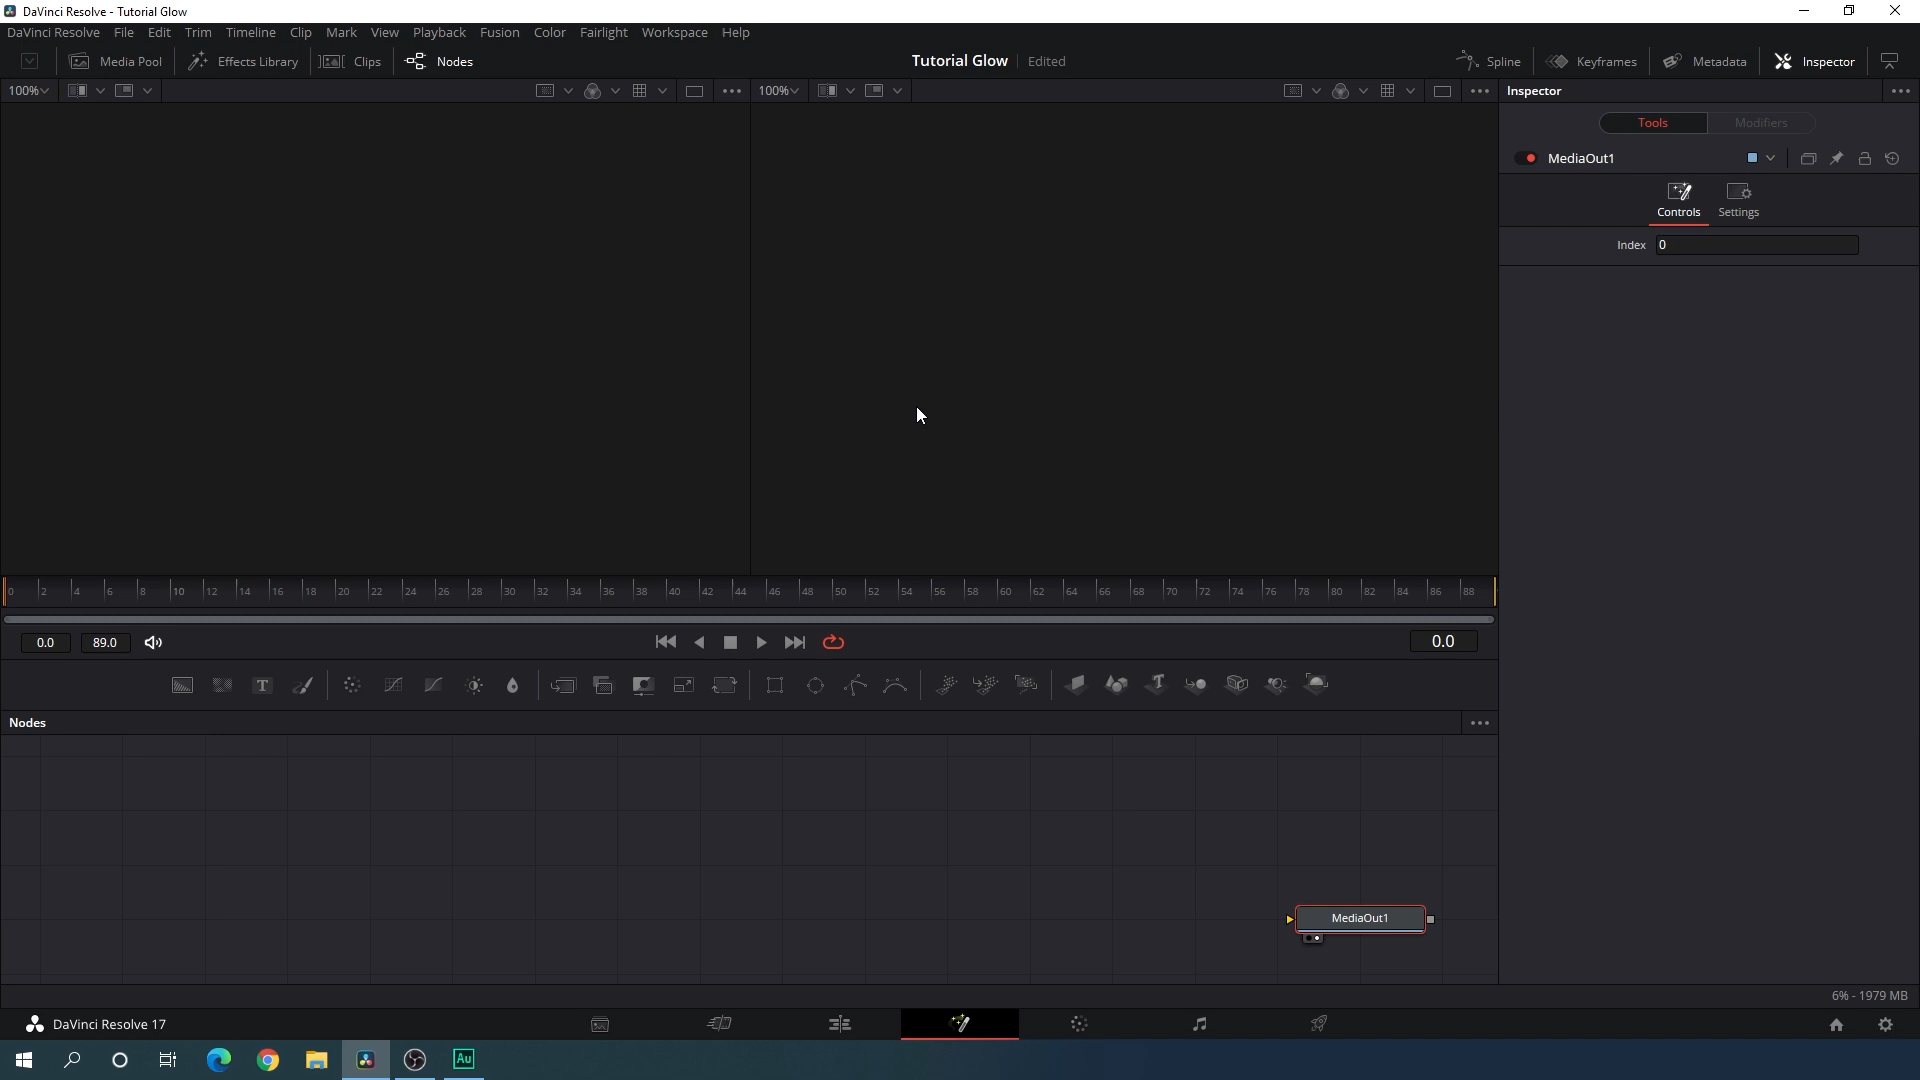 DaVinci Resolve - Tutorial Glow
DaVinci Resolve File Edit Trim Timeline Clip Mark View Playback Fusion Color Fairlight Workspace Help
Media Pool Effects Library Clips Nodes Tutorial Glow Edited Spline Keyframes Metadata Inspector
100% 100% Inspector
Tools Modifiers
MediaOut1
Controls Settings
Index 0
0 2 4 6 8 10 12 14 16 18 20 22 24 26 28 30 32 34 36 38 40 42 44 46 48 50 52 54 56 58 60 62 64 66 68 70 72 74 76 78 80 82 84 86 88
0.0 89.0 0.0
T T
Nodes
MediaOut1
6% - 1979 MB
DaVinci Resolve 17
Au